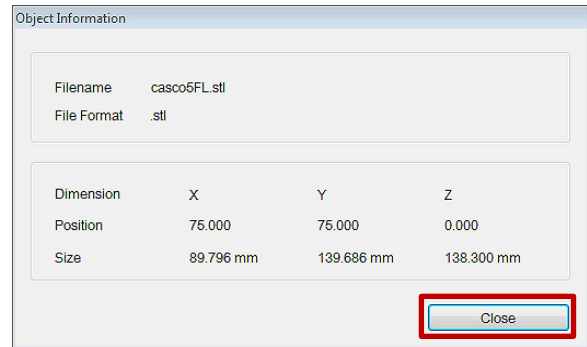 Object Information
Filename casco5FL.stl
File Format .stl
Dimension X Y Z
Position 75.000 75.000 0.000
Size 89.796 mm 139.686 mm 138.300 mm
Close